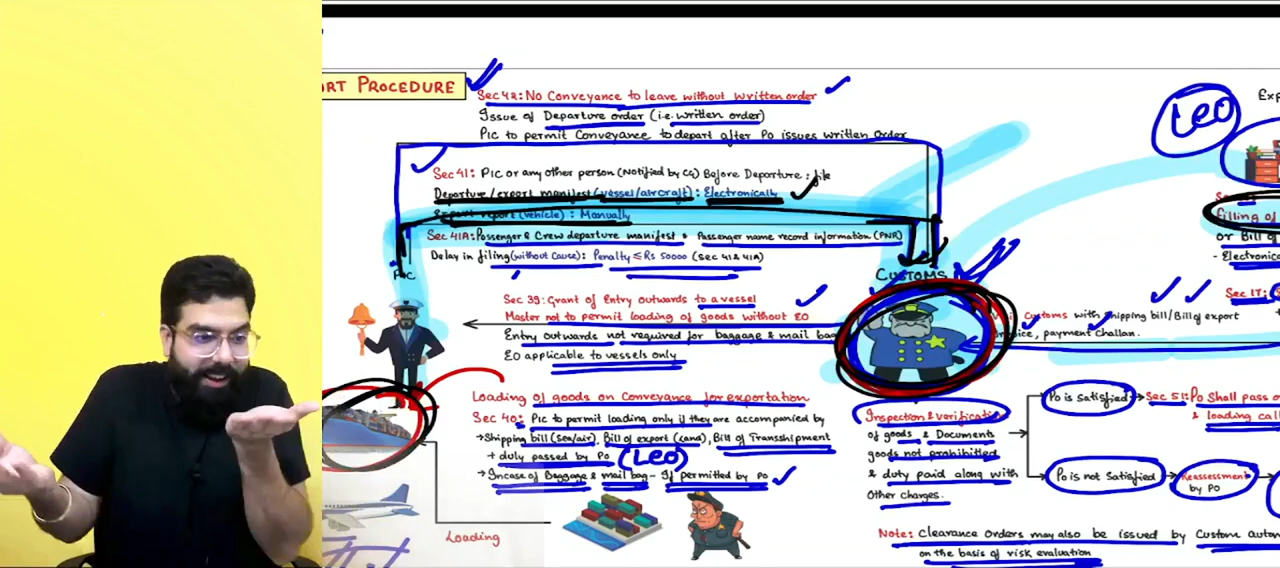 ORT PROCEDURE
Sec 42: No Conveyance to leave without written order
Issue of Departure order (i.e. written order)
PIC to permit Conveyance to depart after PO issues written Order
Sec 41: PIC or any other person (Notified by CG) Before Departure: file
Departure/export manifest (vessel/aircraft): Electronically
Export report (vehicle): Manually
Sec 41A: Passenger & Crew departure manifest & Passenger name record information (PNR)
Delay in filing (without Cause): Penalty ≤ Rs 50000 (Sec 41 & 41A)
PIC
CUSTOMS
Sec 39: Grant of Entry outwards to a vessel
Master not to permit loading of goods without EO
Entry outwards not required for baggage & mail bag
EO applicable to vessels only
Loading of goods on Conveyance for exportation
Sec 40: PIC to permit loading only if they are accompanied by
→Shipping bill (sea/air), Bill of export (land), Bill of Transshipment
+ duly passed by PO (LEO)
→ Incase of Baggage & mail bag - If permitted by PO
Loading
LEO
Exp
filling of
or Bill of
- Electronic
Sec 17:
Customs with shipping bill/Bill of export
payment Challan.
Inspection & verification
of goods & Documents
goods not prohibited
& duty paid along with
Other charges.
PO is satisfied
Sec 51: PO Shall pass o
& loading
PO is not Satisfied
Reassessment
by PO
Note: Clearance Orders may also be issued by Custom autom
on the basis of risk evaluation